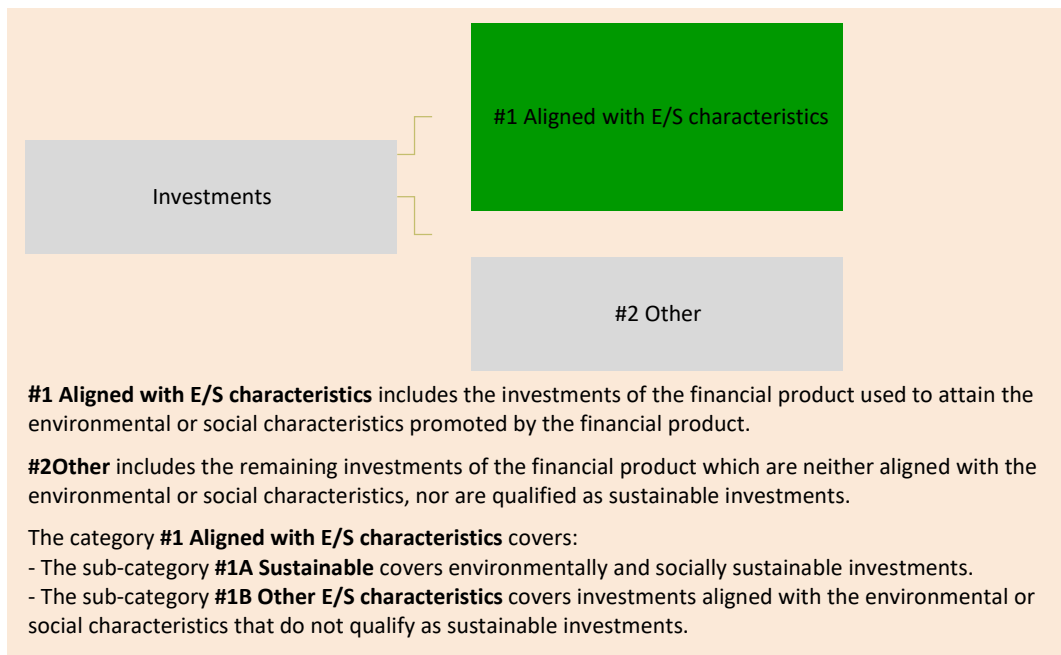 #1 Aligned with E/S characteristics
Investments
#2 Other
#1 Aligned with E/S characteristics includes the investments of the financial product used to attain the
environmental or social characteristics promoted by the financial product.
#2Other includes the remaining investments of the financial product which are neither aligned with the
environmental or social characteristics, nor are qualified as sustainable investments.
The category #1 Aligned with E/S characteristics covers:
- The sub-category #1A Sustainable covers environmentally and socially sustainable investments.
- The sub-category #1B Other E/S characteristics covers investments aligned with the environmental or
social characteristics that do not qualify as sustainable investments.